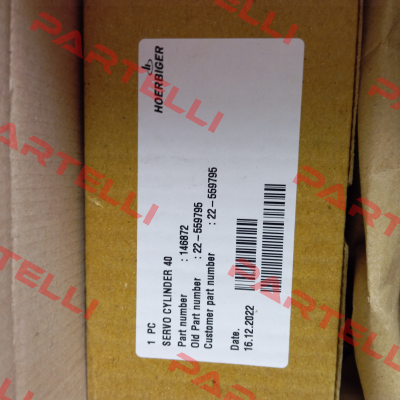 HOERBIGER
1 PC
SERVO CYLINDER 40
Part number : 146872
Old Part number : 22-559795
Customer part number : 22-559795
Date.
16.12.2022
PARTELLI
PARTELLI
PARTELLI
PARTELLI